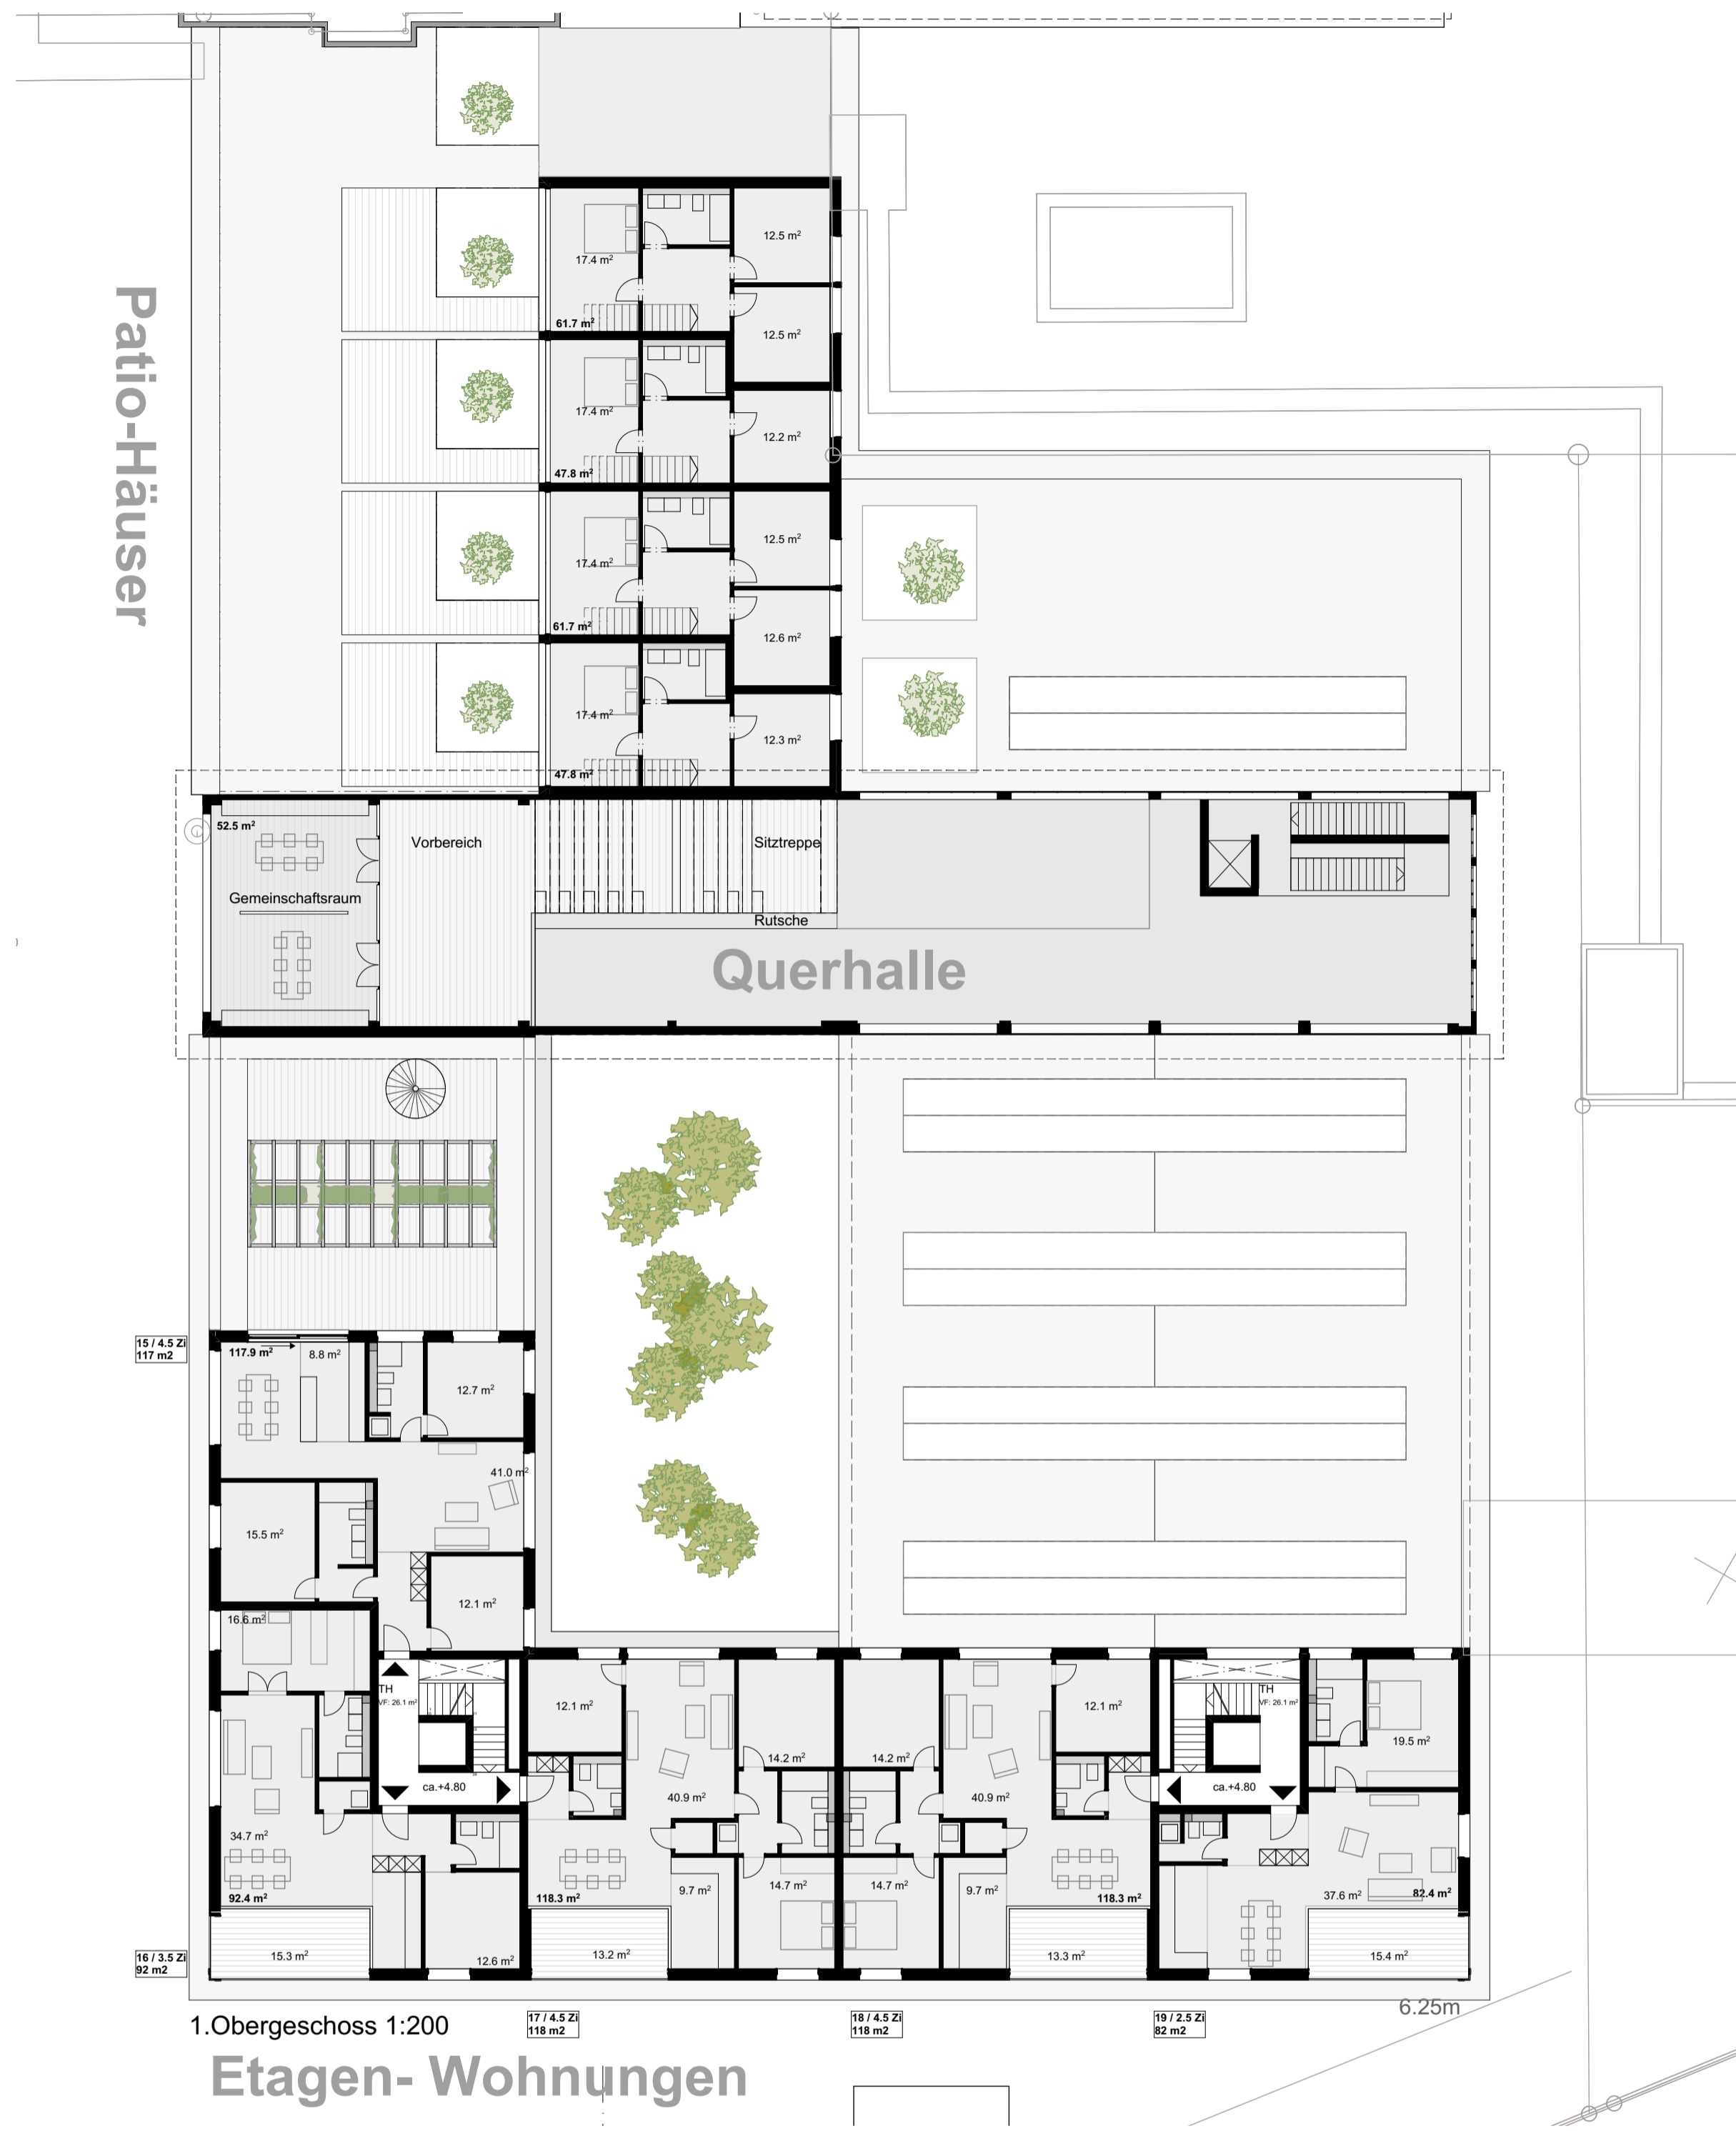 Patio-Häuser
12.5 m²
17.4 m²
61.7 m²
12.5 m²
17.4 m²
12.2 m²
47.8 m²
12.5 m²
17.4 m²
61.7 m²
12.6 m²
17.4 m²
12.3 m²
47.8 m²
52.5 m²
Vorbereich
Sitztreppe
Gemeinschaftsraum
Rutsche
Querhalle
15 / 4.5 Zi
117 m2
117.9 m²
8.8 m²
12.7 m²
41.0 m²
15.5 m²
12.1 m²
16.6 m²
TH
VF: 26.1 m²
12.1 m²
14.2 m²
14.2 m²
12.1 m²
TH
VF: 26.1 m²
19.5 m²
ca.+4.80
40.9 m²
40.9 m²
ca.+4.80
34.7 m²
92.4 m²
118.3 m²
9.7 m²
14.7 m²
14.7 m²
9.7 m²
118.3 m²
37.6 m²
82.4 m²
16 / 3.5 Zi
92 m2
15.3 m²
12.6 m²
13.2 m²
13.3 m²
15.4 m²
6.25m
1.Obergeschoss 1:200
17 / 4.5 Zi
118 m2
18 / 4.5 Zi
118 m2
19 / 2.5 Zi
82 m2
Etagen- Wohnungen